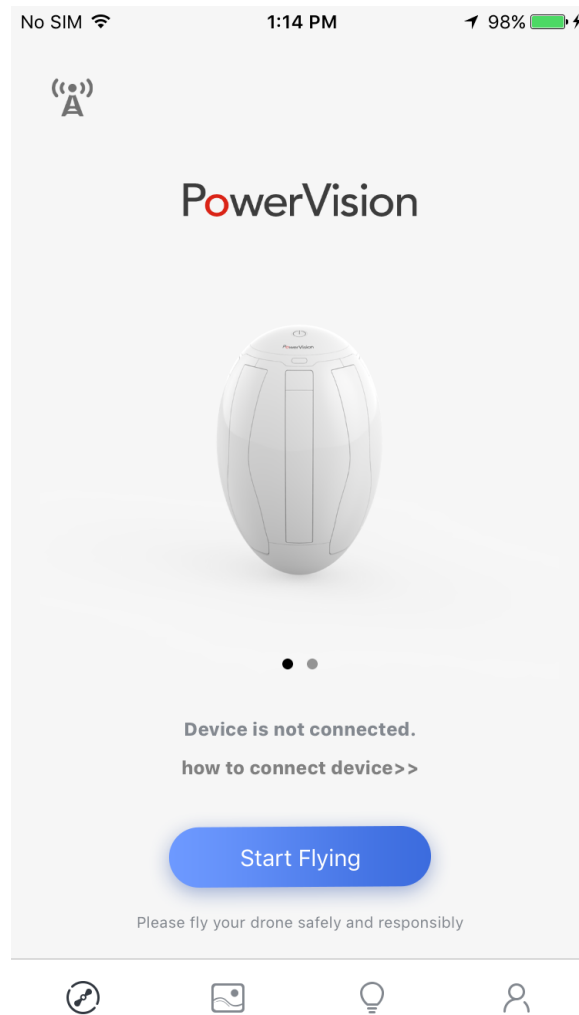 No SIM 1:14 PM 98%
PowerVision
PowerVision
Device is not connected.
how to connect device>>
Start Flying
Please fly your drone safely and responsibly